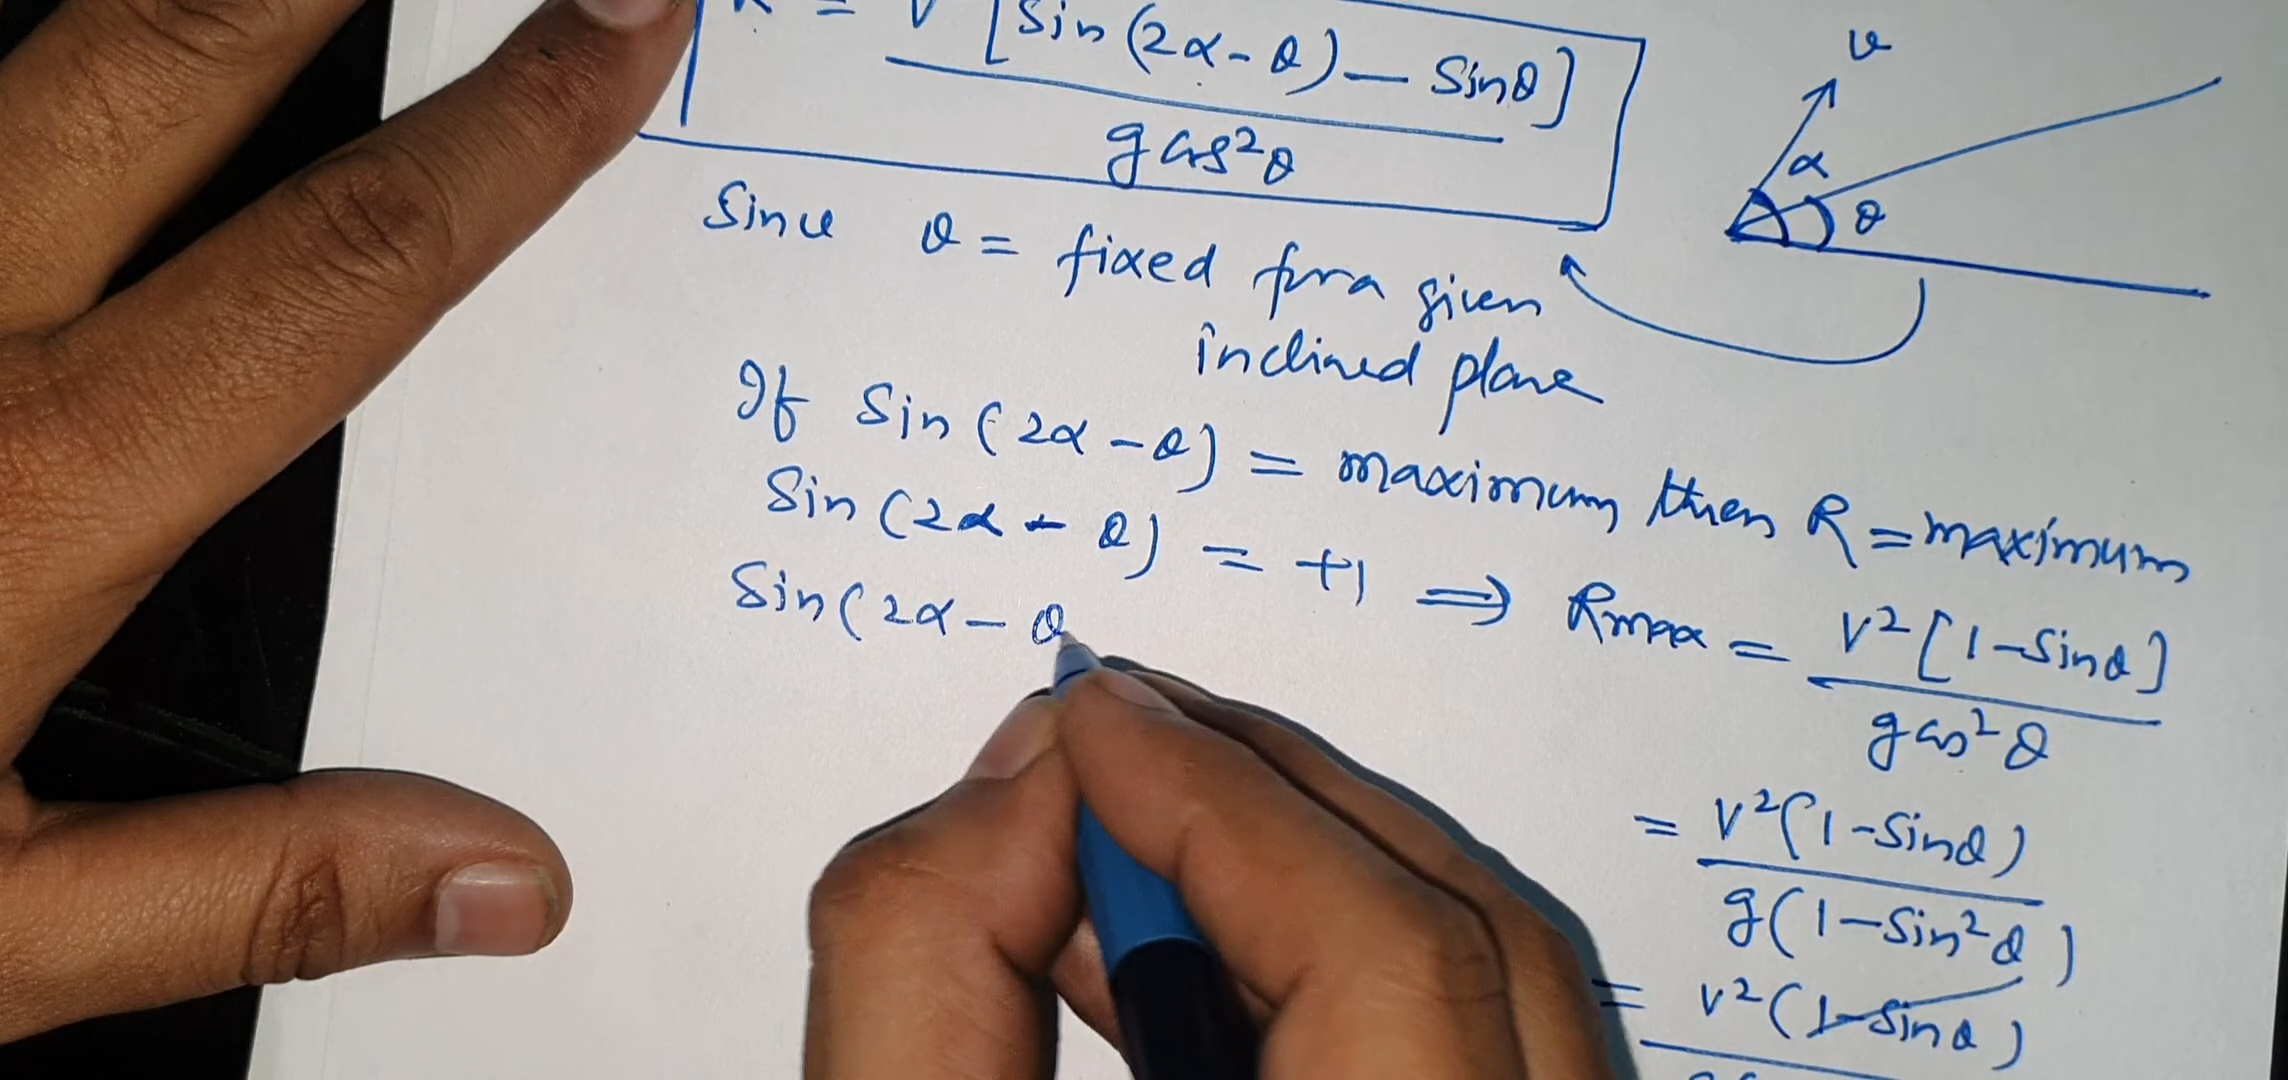 R = V [Sin(2α-θ) — Sinθ]
g cos²θ
v
α
θ
Since θ = fixed for a given
inclined plane
If Sin(2α-θ) = maximum then R = maximum
Sin(2α - θ) = +1 ⇒ Rmax = V²[1-Sinθ]
g cos²θ
Sin(2α - θ
= V²(1-Sinθ)
g(1-Sin²θ)
= V²(1-Sinθ)